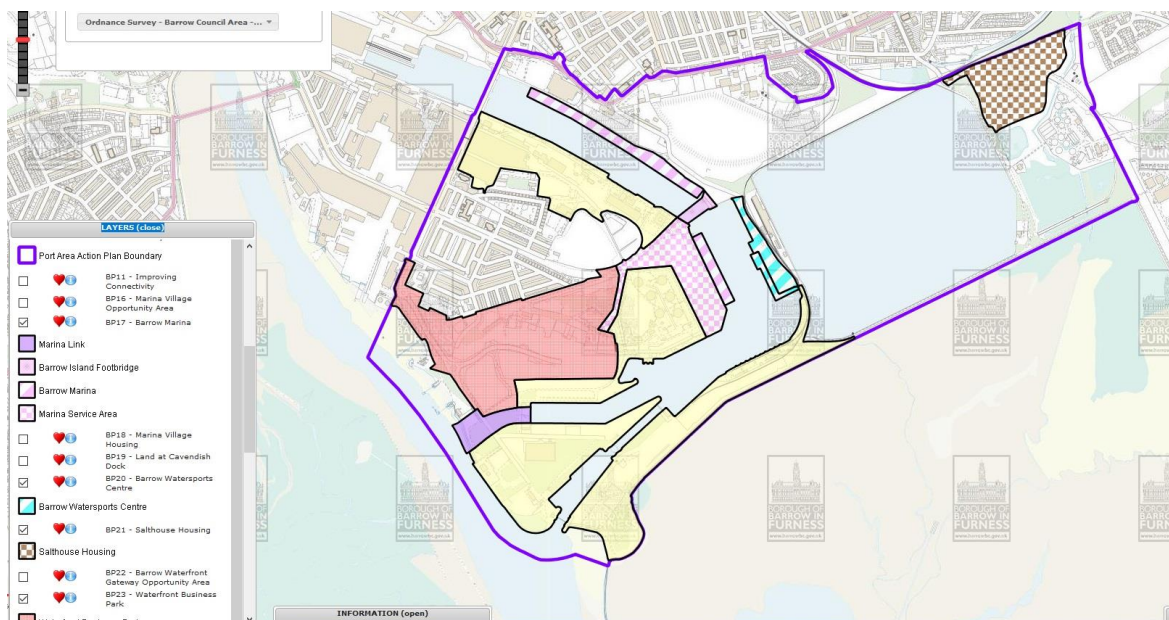 Ordnance Survey - Barrow Council Area -...
LAYERS (close)
Port Area Action Plan Boundary
BP11 - Improving
Connectivity
BP16 - Marina Village
Opportunity Area
BP17 - Barrow Marina
Marina Link
Barrow Island Footbridge
Barrow Marina
Marina Service Area
BP18 - Marina Village
Housing
BP19 - Land at Cavendish
Dock
BP20 - Barrow Watersports
Centre
Barrow Watersports Centre
BP21 - Salthouse Housing
Salthouse Housing
BP22 - Barrow Waterfront
Gateway Opportunity Area
BP23 - Waterfront Business
Park
INFORMATION (open)
BOROUGH OF
BARROW IN
FURNESS
www.barrowbc.gov.uk